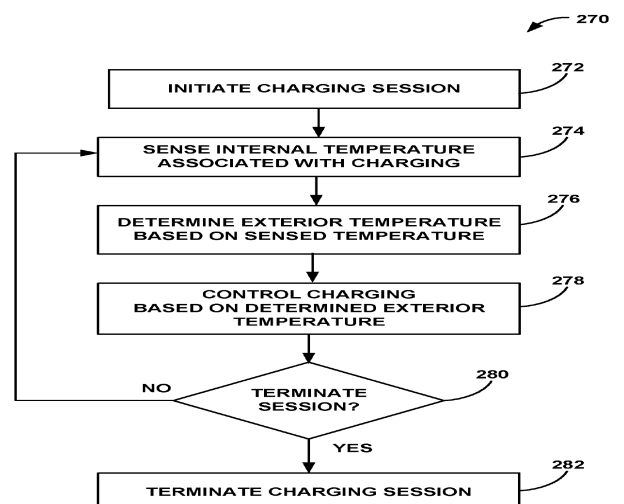 270
INITIATE CHARGING SESSION
272
SENSE INTERNAL TEMPERATURE
ASSOCIATED WITH CHARGING
274
DETERMINE EXTERIOR TEMPERATURE
BASED ON SENSED TEMPERATURE
276
CONTROL CHARGING
BASED ON DETERMINED EXTERIOR
TEMPERATURE
278
TERMINATE
SESSION?
280
NO
YES
TERMINATE CHARGING SESSION
282